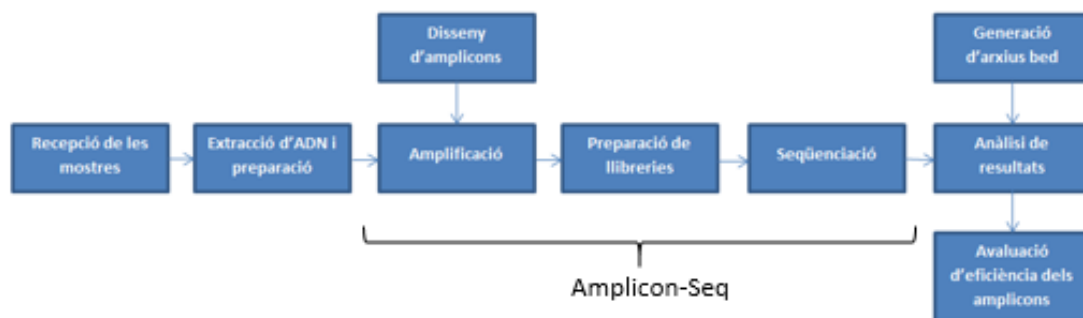 Disseny
d'amplicons
Generació
d'arxius bed
Recepció de les
mostres
Extracció d'ADN i
preparació
Amplificació
Preparació de
llibreries
Seqüenciació
Anàlisi de
resultats
Amplicon-Seq
Avaluació
d'eficiència dels
amplicons